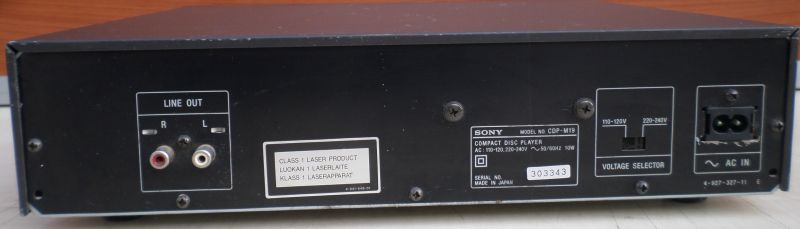 LINE OUT
R L
CLASS 1 LASER PRODUCT
LUOKAN 1 LASERLAITE
KLASS 1 LASERAPPARAT
SONY MODEL NO. CDP-M19
COMPACT DISC PLAYER
AC: 110-120, 220-240V ~ 50/60HZ 10W
SERIAL NO.
303343
MADE IN JAPAN
110-120V 220-240V
VOLTAGE SELECTOR
~ AC IN
4-927-327-11 E